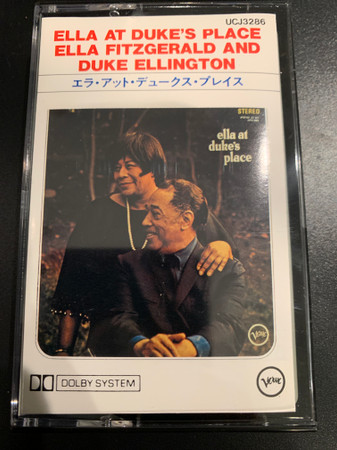 UCJ3286
ELLA AT DUKE'S PLACE
ELLA FITZGERALD AND
DUKE ELLINGTON
エラ・アット・デュークス・プレイス
STEREO
ella at
duke's
place
Verve
DOLBY SYSTEM
Verve